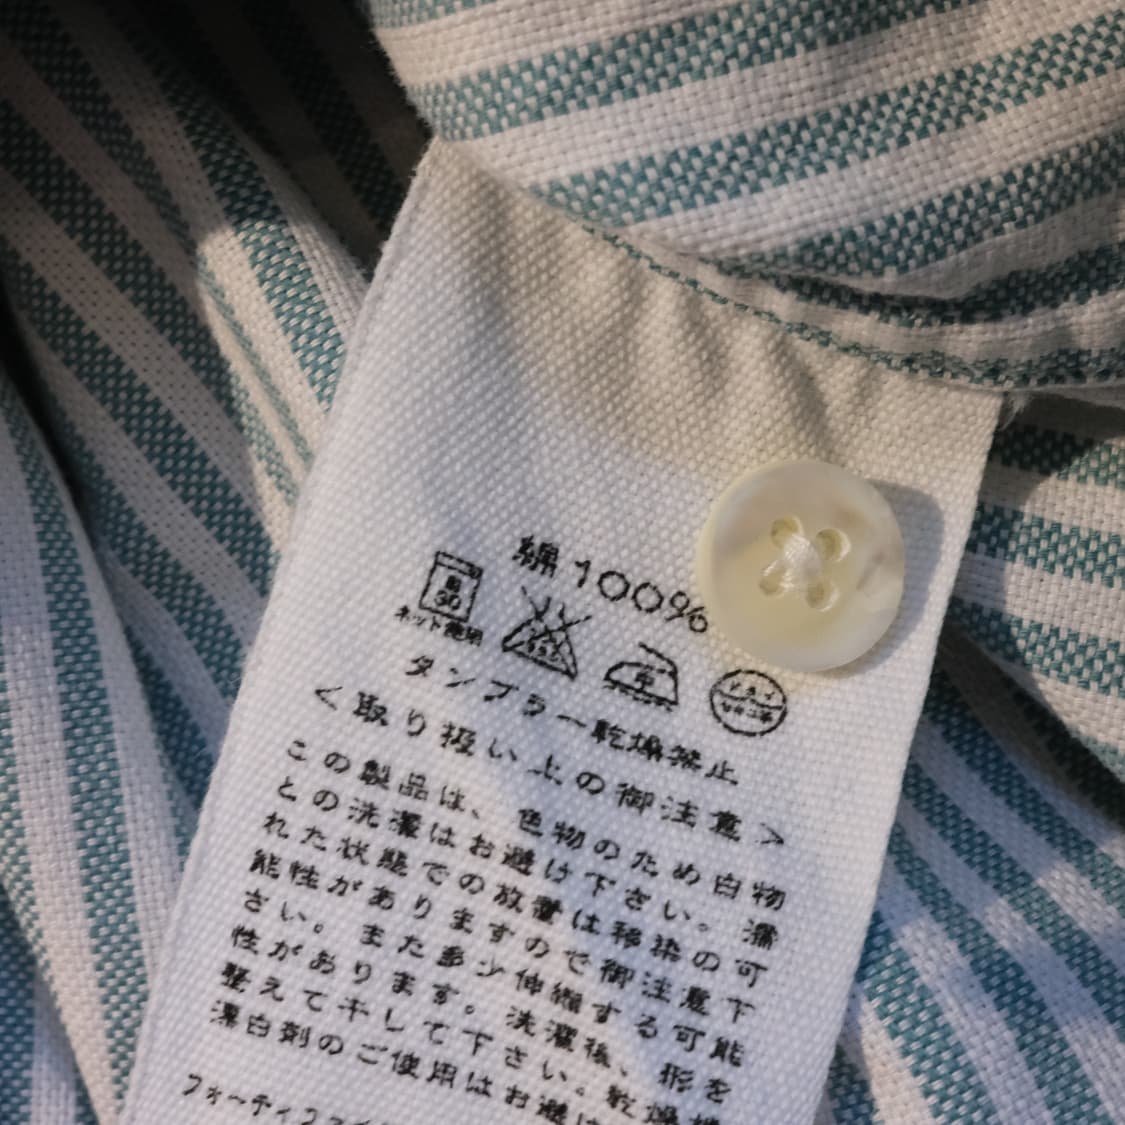 綿 100%
ネット使用
タンブラー乾燥禁止
<取り扱い上の御注意>
この製品は、色物のため白物
との洗濯はお避け下さい。濡
れた状態での放置は移染の可
能性がありますので御注意下
さい。また多少伸縮する可能
性があります。洗濯後、形を
整えて干して下さい。乾燥機
漂白剤のご使用はお避け